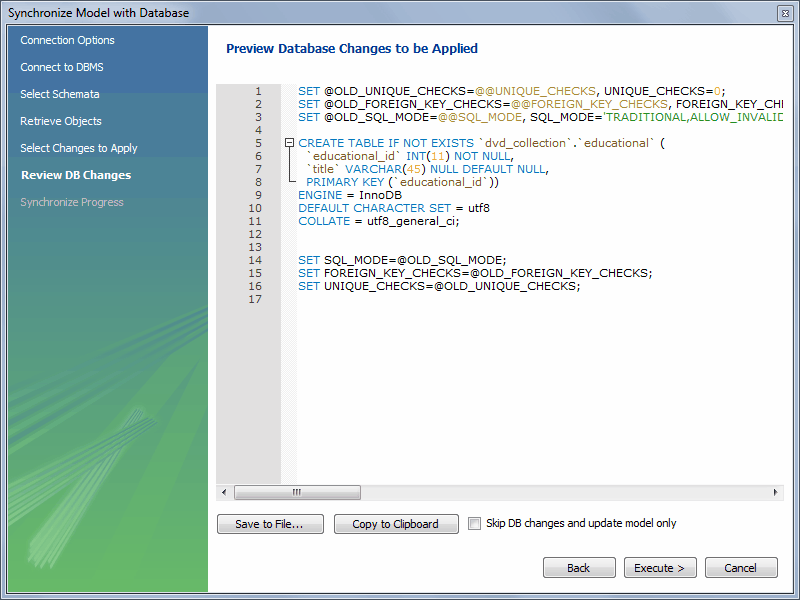 Synchronize Model with Database
Connection Options
Connect to DBMS
Select Schemata
Retrieve Objects
Select Changes to Apply
Review DB Changes
Synchronize Progress
Preview Database Changes to be Applied
1 SET @OLD_UNIQUE_CHECKS=@@UNIQUE_CHECKS, UNIQUE_CHECKS=0;
2 SET @OLD_FOREIGN_KEY_CHECKS=@@FOREIGN_KEY_CHECKS, FOREIGN_KEY_CH
3 SET @OLD_SQL_MODE=@@SQL_MODE, SQL_MODE='TRADITIONAL,ALLOW_INVALID
4
5 CREATE TABLE IF NOT EXISTS `dvd_collection`.`educational` (
6 `educational_id` INT(11) NOT NULL,
7 `title` VARCHAR(45) NULL DEFAULT NULL,
8 PRIMARY KEY (`educational_id`))
9 ENGINE = InnoDB
10 DEFAULT CHARACTER SET = utf8
11 COLLATE = utf8_general_ci;
12
13
14 SET SQL_MODE=@OLD_SQL_MODE;
15 SET FOREIGN_KEY_CHECKS=@OLD_FOREIGN_KEY_CHECKS;
16 SET UNIQUE_CHECKS=@OLD_UNIQUE_CHECKS;
17
Save to File... Copy to Clipboard Skip DB changes and update model only
Back Execute > Cancel